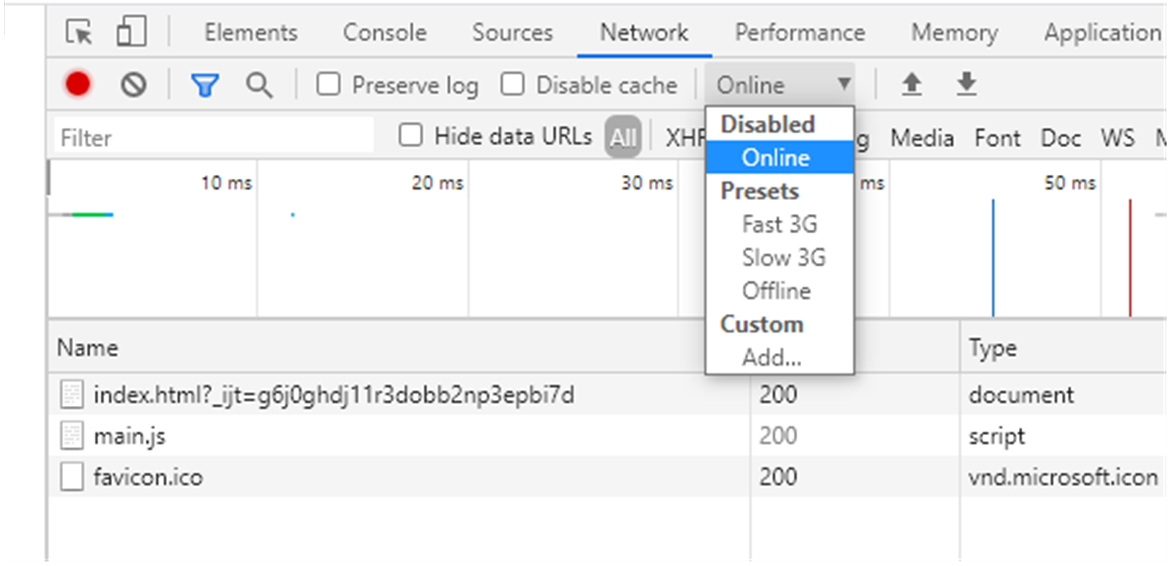 Elements Console Sources Network Performance Memory Application
Preserve log Disable cache Online
Disabled
Filter Hide data URLs All Media Font Doc WS
Online
10 ms 20 ms 30 ms ms 50 ms
Presets
Fast 3G
Slow 3G
Offline
Custom
Name Type
Add...
index.html?_ijt=g6j0ghdj11r3dobb2np3epbi7d 200 document
main.js 200 script
favicon.ico 200 vnd.microsoft.icon